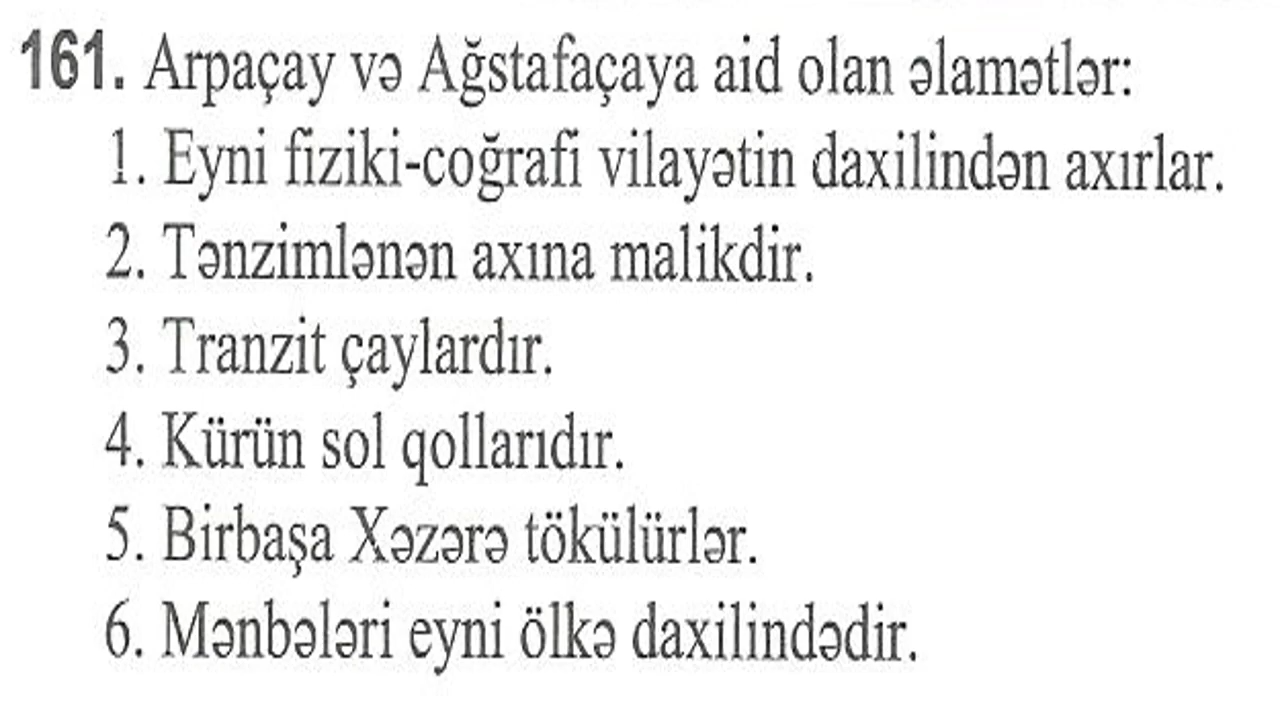 161. Arpaçay və Ağstafaçaya aid olan əlamətlər:
1. Eyni fiziki-coğrafi vilayətin daxilindən axırlar.
2. Tənzimlənən axına malikdir.
3. Tranzit çaylardır.
4. Kürün sol qollarıdır.
5. Birbaşa Xəzərə tökülürlər.
6. Mənbələri eyni ölkə daxilindədir.